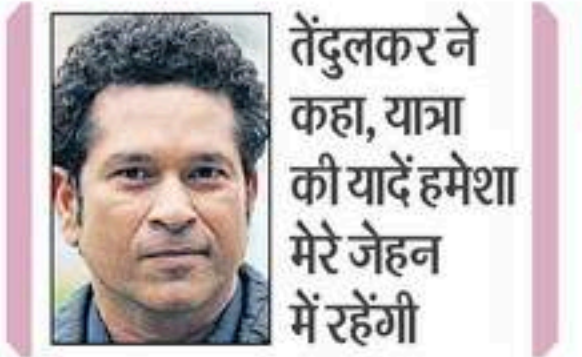 तेंदुलकर ने
कहा, यात्रा
की यादें हमेशा
मेरे जेहन
में रहेंगी